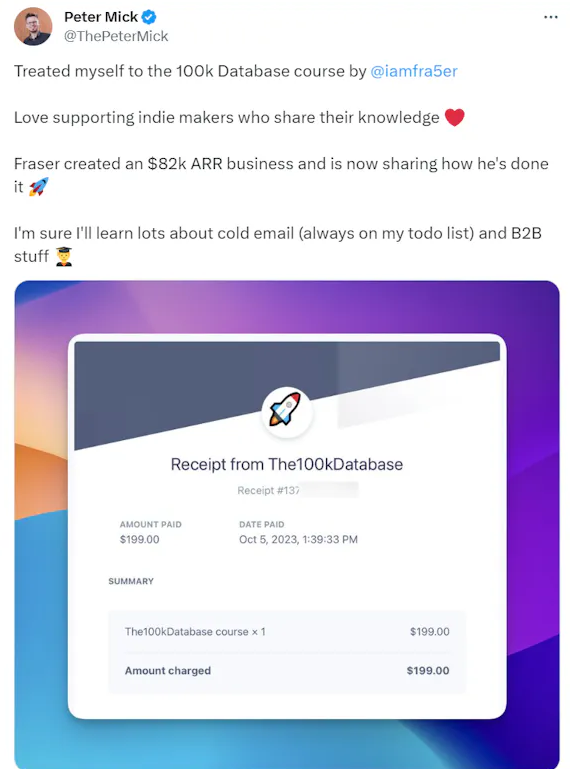 Peter Mick
@ThePeterMick
Treated myself to the 100k Database course by @iamfra5er
Love supporting indie makers who share their knowledge ❤️
Fraser created an $82k ARR business and is now sharing how he's done
it 🚀
I'm sure I'll learn lots about cold email (always on my todo list) and B2B
stuff 👨‍🎓
Receipt from The100kDatabase
Receipt #137
AMOUNT PAID DATE PAID
$199.00 Oct 5, 2023, 1:39:33 PM
SUMMARY
The100kDatabase course × 1 $199.00
Amount charged $199.00